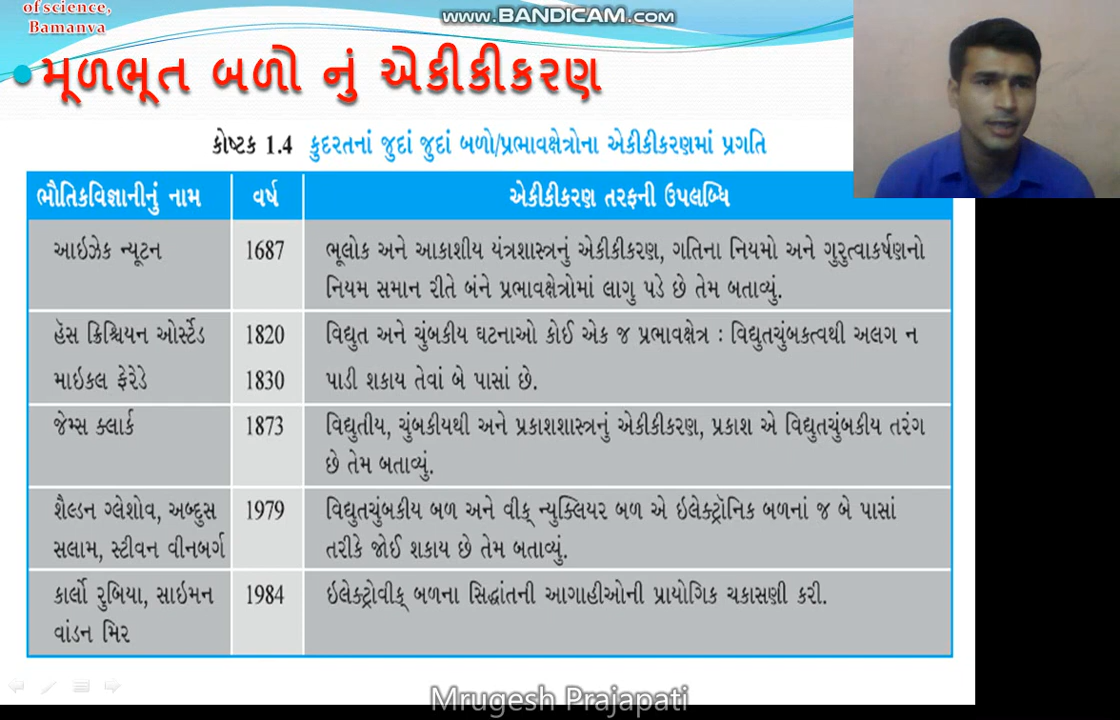 of science,
Bamanva
www.BANDICAM.com
મૂળભૂત બળો નું એકીકીકરણ
કોષ્ટક 1.4 કુદરતનાં જુદાં જુદાં બળો/પ્રભાવક્ષેત્રોના એકીકીકરણમાં પ્રગતિ
ભૌતિકવિજ્ઞાનીનું નામ વર્ષ એકીકીકરણ તરફની ઉપલબ્ધિ
આઇઝેક ન્યૂટન 1687 ભૂલોક અને આકાશીય યંત્રશાસ્ત્રનું એકીકીકરણ, ગતિના નિયમો અને ગુરુત્વાકર્ષણનો
નિયમ સમાન રીતે બંને પ્રભાવક્ષેત્રોમાં લાગુ પડે છે તેમ બતાવ્યું.
હૅસ ક્રિશ્ચિયન ઓર્સ્ટેડ 1820 વિદ્યુત અને ચુંબકીય ઘટનાઓ કોઈ એક જ પ્રભાવક્ષેત્ર : વિદ્યુતચુંબકત્વથી અલગ ન
માઇકલ ફેરેડે 1830 પાડી શકાય તેવાં બે પાસાં છે.
જેમ્સ ક્લાર્ક 1873 વિદ્યુતીય, ચુંબકીયથી અને પ્રકાશશાસ્ત્રનું એકીકીકરણ, પ્રકાશ એ વિદ્યુતચુંબકીય તરંગ
છે તેમ બતાવ્યું.
શૈલ્ડન ગ્લેશોવ, અબ્દુસ 1979 વિદ્યુતચુંબકીય બળ અને વીક્ ન્યુક્લિયર બળ એ ઇલેક્ટ્રૉનિક બળનાં જ બે પાસાં
સલામ, સ્ટીવન વીનબર્ગ તરીકે જોઈ શકાય છે તેમ બતાવ્યું.
કાર્લો રુબિયા, સાઇમન 1984 ઇલેક્ટ્રોવીક્ બળના સિદ્ધાંતની આગાહીઓની પ્રાયોગિક ચકાસણી કરી.
વાંડન મિર
Mrugesh Prajapati